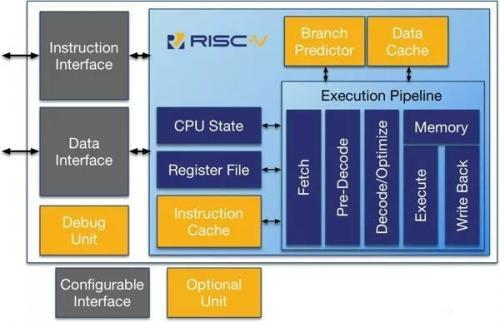 Instruction
Interface
RISC-V
Branch
Predictor
Data
Cache
Execution Pipeline
Data
Interface
CPU State
Register File
Instruction
Cache
Fetch
Pre-Decode
Decode/Optimize
Memory
Execute
Write Back
Debug
Unit
Configurable
Interface
Optional
Unit